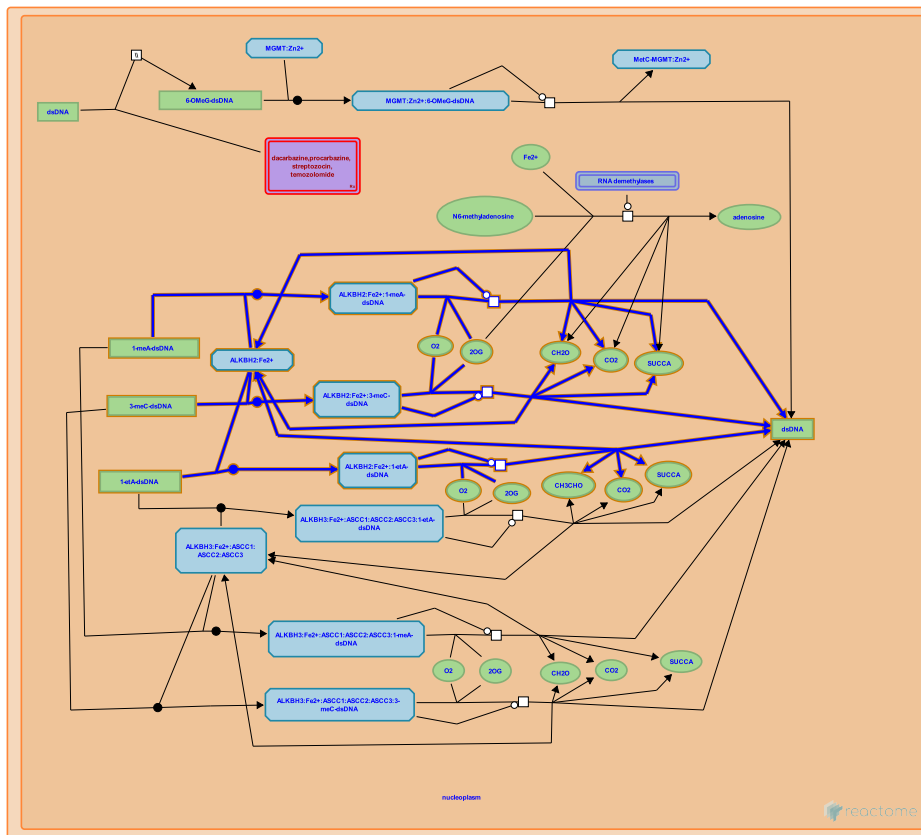 MGMT:Zn2+
MetC-MGMT:Zn2+
dsDNA
6-OMeG-dsDNA
MGMT:Zn2+:6-OMeG-dsDNA
dacarbazine,procarbazine,
streptozocin,
temozolomide
Rx
Fe2+
RNA demethylases
N6-methyladenosine
adenosine
ALKBH2:Fe2+:1-meA-
dsDNA
1-meA-dsDNA
O2
2OG
CH2O
CO2
SUCCA
ALKBH2:Fe2+
3-meC-dsDNA
ALKBH2:Fe2+:3-meC-
dsDNA
dsDNA
1-etA-dsDNA
ALKBH2:Fe2+:1-etA-
dsDNA
O2
2OG
CH3CHO
CO2
SUCCA
ALKBH3:Fe2+:ASCC1:ASCC2:ASCC3:1-etA-
dsDNA
ALKBH3:Fe2+:ASCC1:
ASCC2:ASCC3
ALKBH3:Fe2+:ASCC1:ASCC2:ASCC3:1-meA-
dsDNA
O2
2OG
CH2O
CO2
SUCCA
ALKBH3:Fe2+:ASCC1:ASCC2:ASCC3:3-
meC-dsDNA
nucleoplasm
reactome